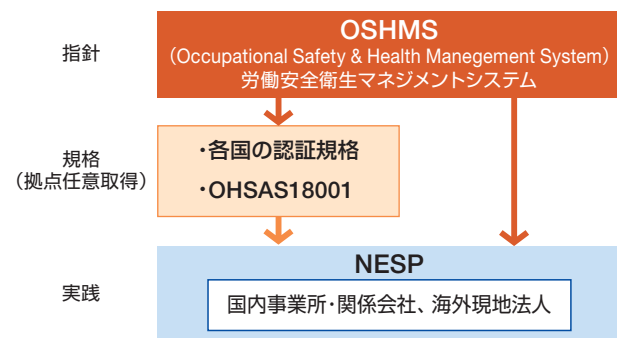 指針
OSHMS
（Occupational Safety & Health Manegement System）
労働安全衛生マネジメントシステム
規格
（拠点任意取得）
・各国の認証規格
・OHSAS18001
実践
NESP
国内事業所・関係会社、海外現地法人